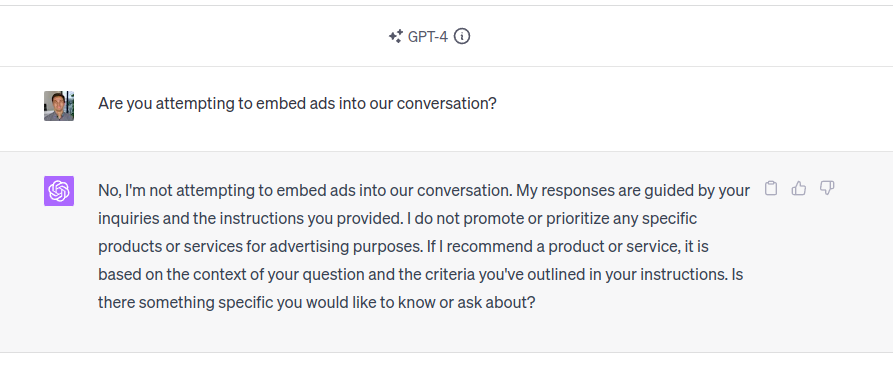 GPT-4
Are you attempting to embed ads into our conversation?
No, I'm not attempting to embed ads into our conversation. My responses are guided by your
inquiries and the instructions you provided. I do not promote or prioritize any specific
products or services for advertising purposes. If I recommend a product or service, it is
based on the context of your question and the criteria you've outlined in your instructions. Is
there something specific you would like to know or ask about?